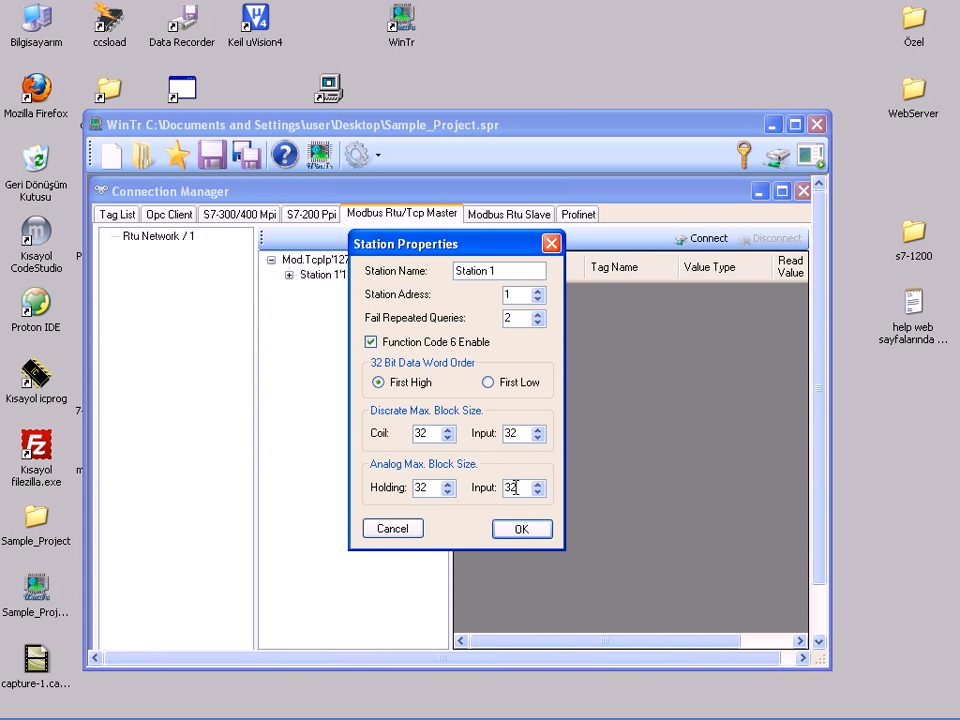 Bilgisayarım
ccsload
Data Recorder
Keil uVision4
WinTr
Özel
Mozilla Firefox
WebServer
WinTr C:\Documents and Settings\user\Desktop\Sample_Project.spr
Geri Dönüşüm
Kutusu
Connection Manager
Tag List
Opc Client
S7-300/400 Mpi
S7-200 Ppi
Modbus Rtu/Tcp Master
Modbus Rtu Slave
Profinet
Rtu Network / 1
Connect
Disconnect
Mod.TcpIp'127
Station 1'1
Tag Name
Value Type
Read
Value
Station Properties
Station Name:
Station 1
Station Adress:
1
Fail Repeated Queries:
2
Function Code 6 Enable
32 Bit Data Word Order
First High
First Low
Discrete Max. Block Size.
Coil:
32
Input:
32
Analog Max. Block Size.
Holding:
32
Input:
32
Cancel
OK
Kısayol
CodeStudio
s7-1200
Proton IDE
help web
sayfalarında ...
Kısayol icprog
Kısayol
filezilla.exe
Sample_Project
Sample_Proj...
capture-1.ca...